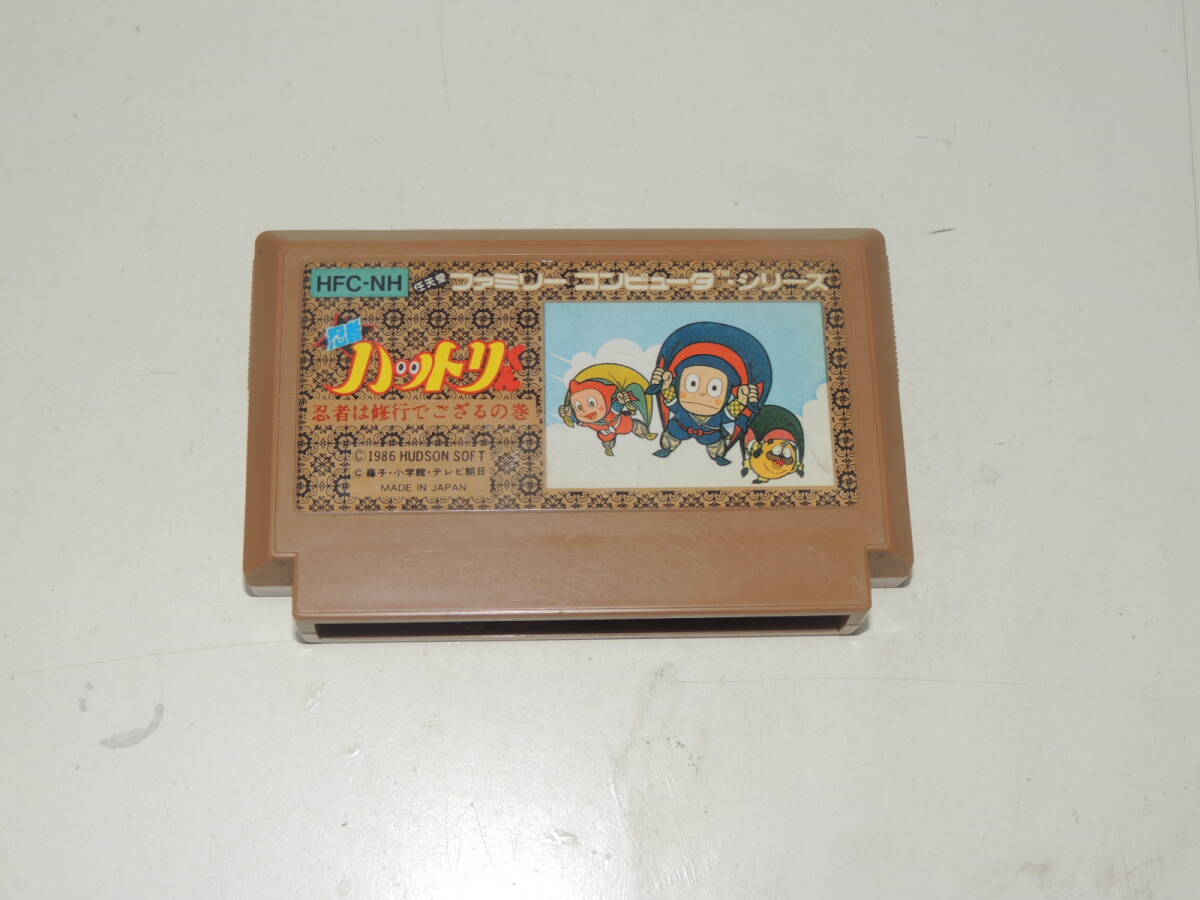 HFC-NH 任天堂 ファミリー コンピュータ™・シリーズ
忍者
ハットリくん
忍者は修行でござるの巻
© 1986 HUDSON SOFT
© 藤子・小学館・テレビ朝日
MADE IN JAPAN